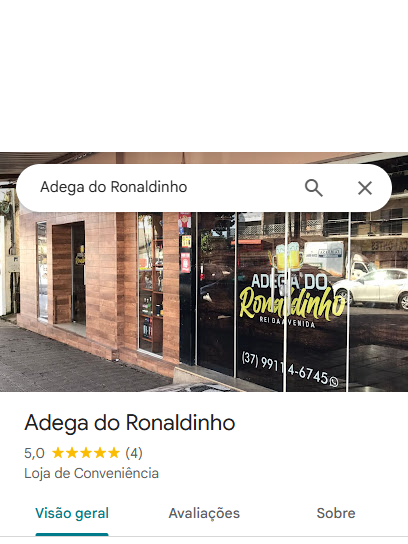 Adega do Ronaldinho
ADEGA DO
Ronaldinho
REI DA AVENIDA
(37) 99114-6745
Adega do Ronaldinho
5,0 ★★★★★ (4)
Loja de Conveniência
Visão geral Avaliações Sobre